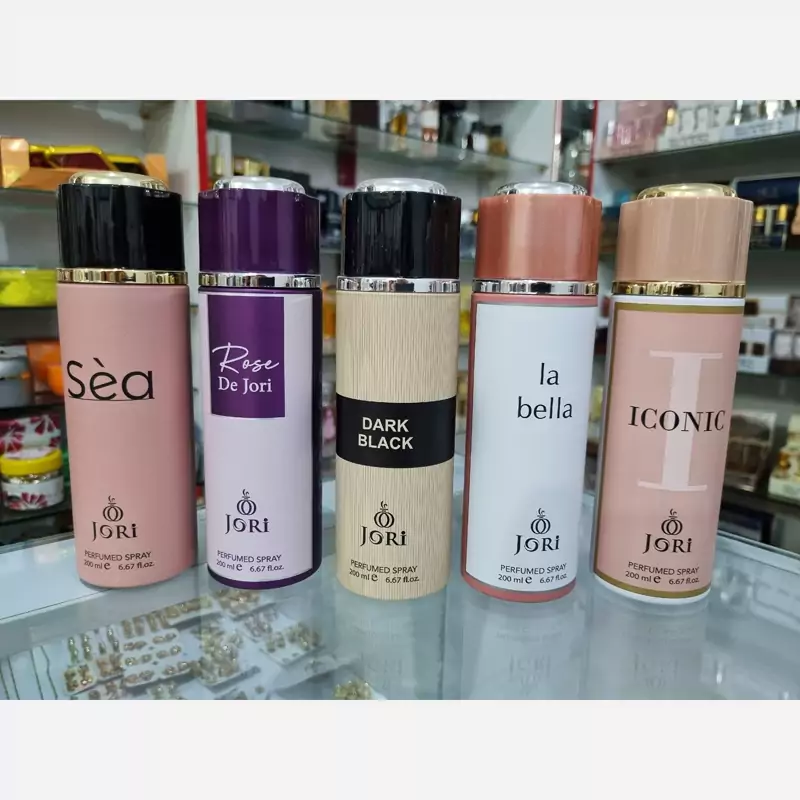 Sèa
JORi
PERFUMED SPRAY
200 ml e 6.67 fl.oz.
Rose
De Jori
JORi
PERFUMED SPRAY
200 ml e 6.67 fl.oz.
DARK
BLACK
JORi
PERFUMED SPRAY
200 ml e 6.67 fl.oz.
la
bella
JORi
PERFUMED SPRAY
200 ml e 6.67 fl.oz.
I
ICONIC
JORi
PERFUMED SPRAY
200 ml e 6.67 fl.oz.